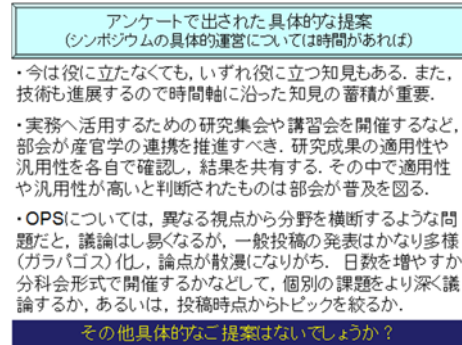 アンケートで出された具体的な提案
(シンポジウムの具体的運営については時間があれば)
・今は役に立たなくても，いずれ役に立つ知見もある．また，
技術も進展するので時間軸に沿った知見の蓄積が重要．
・実務へ活用するための研究集会や講習会を開催するなど，
部会が産官学の連携を推進すべき．研究成果の適用性や
汎用性を各自で確認し，結果を共有する．その中で適用性
や汎用性が高いと判断されたものは部会が普及を図る．
・OPSについては，異なる視点から分野を横断するような問
題だと，議論はし易くなるが，一般投稿の発表はかなり多様
(ガラパゴス)化し，論点が散漫になりがち．日数を増やすか
分科会形式で開催するかなどして，個別の課題をより深く議
論するか，あるいは，投稿時点からトピックを絞るか．
その他具体的なご提案はないでしょうか？